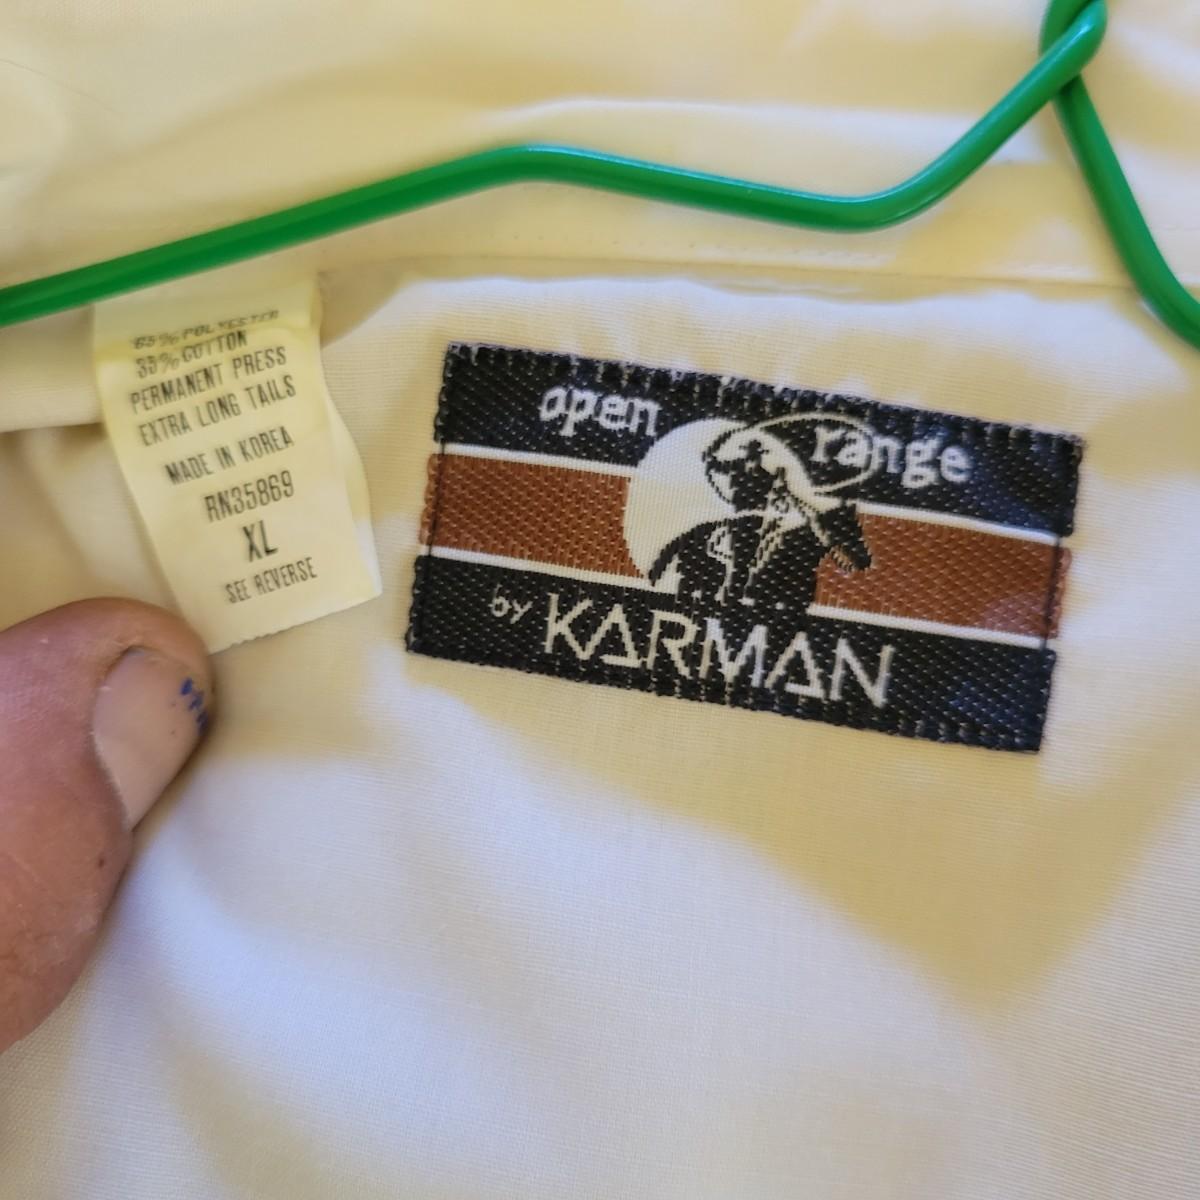 65% POLYESTER
35% COTTON
PERMANENT PRESS
EXTRA LONG TAILS
MADE IN KOREA
RN35869
XL
SEE REVERSE
open range
by KARMAN